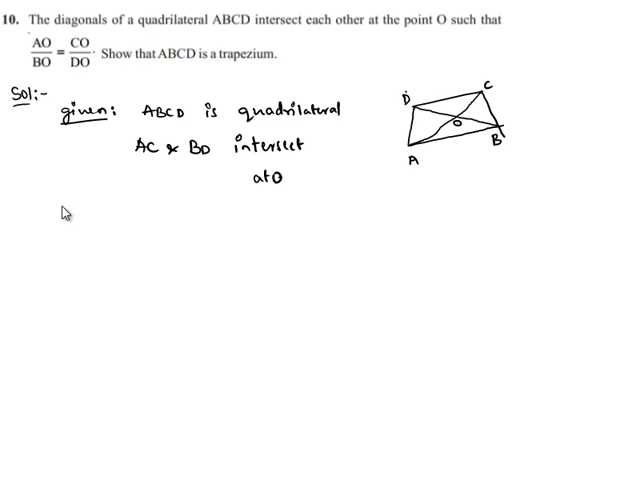 10. The diagonals of a quadrilateral ABCD intersect each other at the point O such that
AO/BO = CO/DO. Show that ABCD is a trapezium.
Sol:-
given: ABCD is quadrilateral
AC & BD intersect
at O
D
C
O
B
A